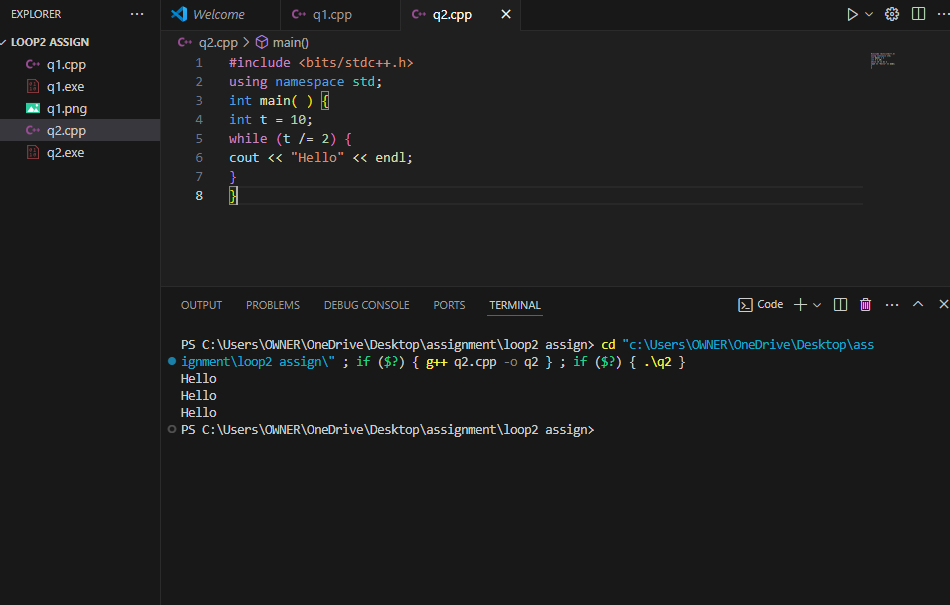 EXPLORER ...
LOOP2 ASSIGN
q1.cpp
q1.exe
q1.png
q2.cpp
q2.exe
Welcome
C++ q1.cpp
C++ q2.cpp
C++ q2.cpp > main()
1 #include <bits/stdc++.h>
2 using namespace std;
3 int main( ) {
4 int t = 10;
5 while (t /= 2) {
6 cout << "Hello" << endl;
7 }
8 }
OUTPUT PROBLEMS DEBUG CONSOLE PORTS TERMINAL Code
PS C:\Users\OWNER\OneDrive\Desktop\assignment\loop2 assign> cd "c:\Users\OWNER\OneDrive\Desktop\ass
ignment\loop2 assign\" ; if ($?) { g++ q2.cpp -o q2 } ; if ($?) { .\q2 }
Hello
Hello
Hello
PS C:\Users\OWNER\OneDrive\Desktop\assignment\loop2 assign>